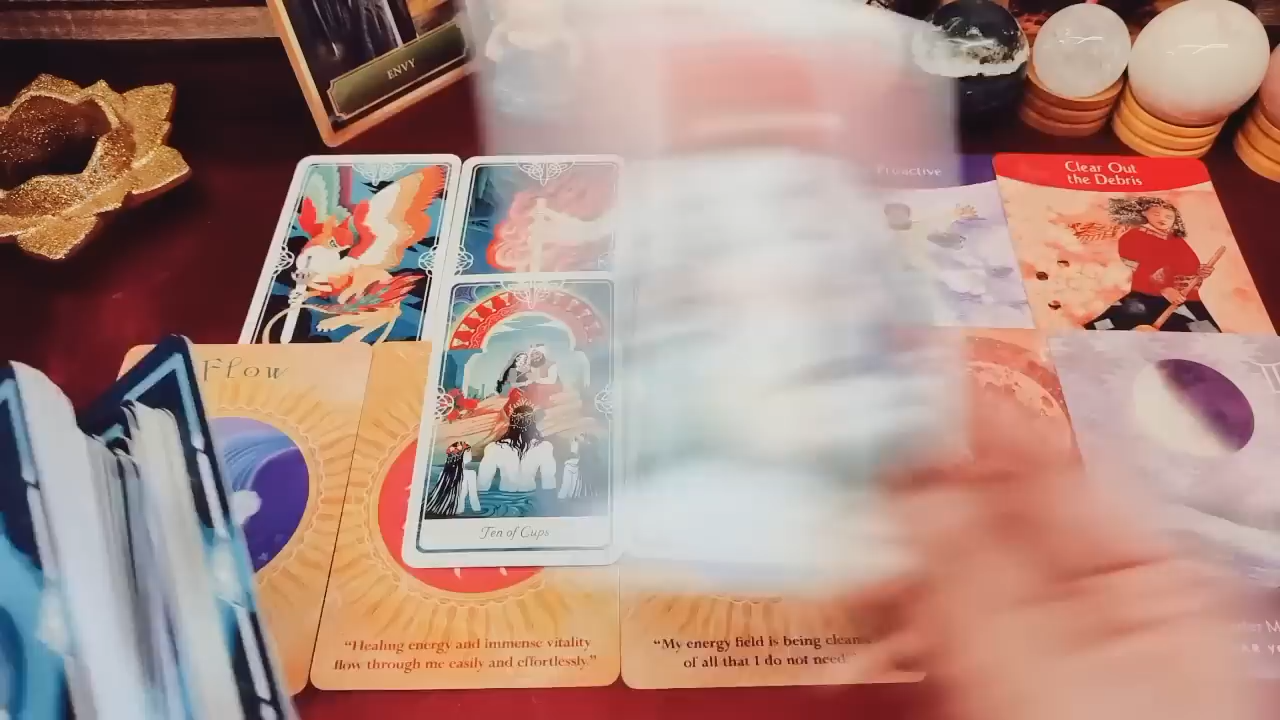 ENVY
Proactive
Clear Out
the Debris
Flow
Ten of Cups
"Healing energy and immense vitality
flow through me easily and effortlessly."
"My energy field is being
of all that I do not need